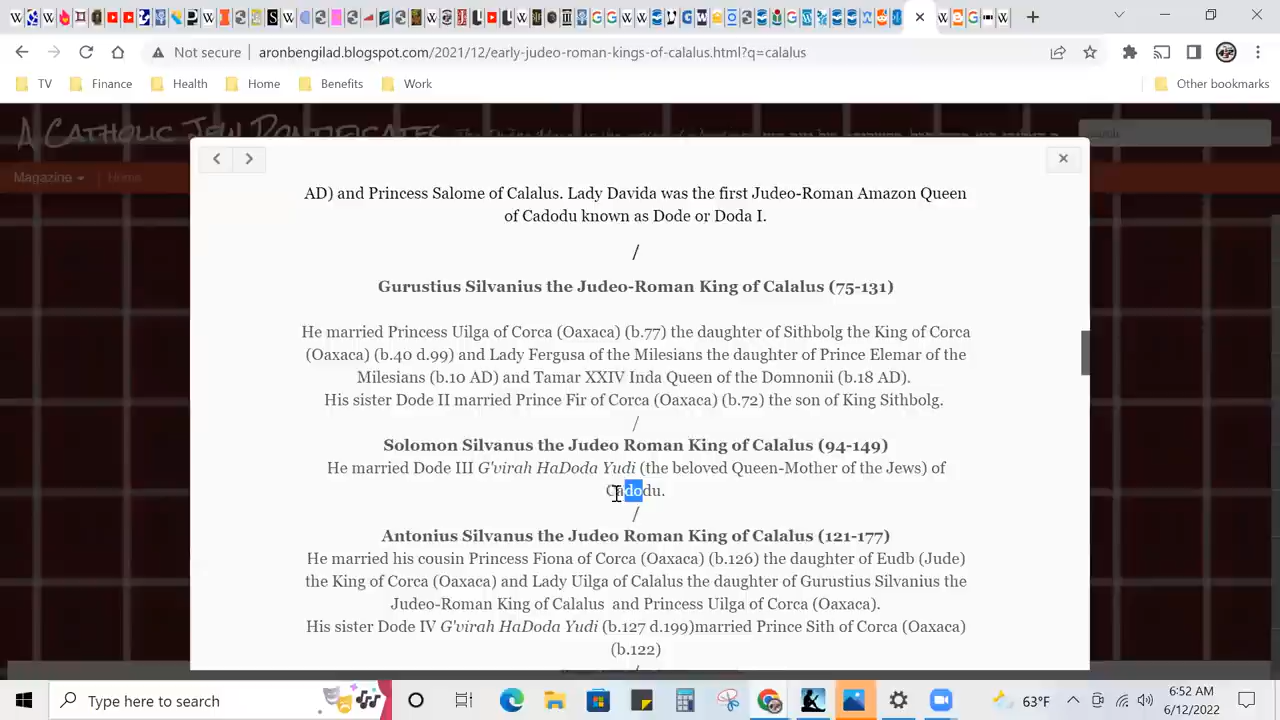 Not secure
aronbengilad.blogspot.com/2021/12/early-judeo-roman-kings-of-calalus.html?q=calalus
TV
Finance
Health
Home
Benefits
Work
Other bookmarks
A Catholic Jew Pontificates
search
Magazine
Home
AD) and Princess Salome of Calalus. Lady Davida was the first Judeo-Roman Amazon Queen
of Cadodu known as Dode or Doda I.
/
Gurustius Silvanius the Judeo-Roman King of Calalus (75-131)
He married Princess Uilga of Corca (Oaxaca) (b.77) the daughter of Sithbolg the King of Corca
(Oaxaca) (b.40 d.99) and Lady Fergusa of the Milesians the daughter of Prince Elemar of the
Milesians (b.10 AD) and Tamar XXIV Inda Queen of the Domnonii (b.18 AD).
His sister Dode II married Prince Fir of Corca (Oaxaca) (b.72) the son of King Sithbolg.
/
Solomon Silvanus the Judeo Roman King of Calalus (94-149)
He married Dode III G'virah HaDoda Yudi (the beloved Queen-Mother of the Jews) of
Cadodu.
/
Antonius Silvanus the Judeo Roman King of Calalus (121-177)
He married his cousin Princess Fiona of Corca (Oaxaca) (b.126) the daughter of Eudb (Jude)
the King of Corca (Oaxaca) and Lady Uilga of Calalus the daughter of Gurustius Silvanius the
Judeo-Roman King of Calalus and Princess Uilga of Corca (Oaxaca).
His sister Dode IV G'virah HaDoda Yudi (b.127 d.199)married Prince Sith of Corca (Oaxaca)
(b.122)
Type here to search
63°F
6:52 AM
6/12/2022